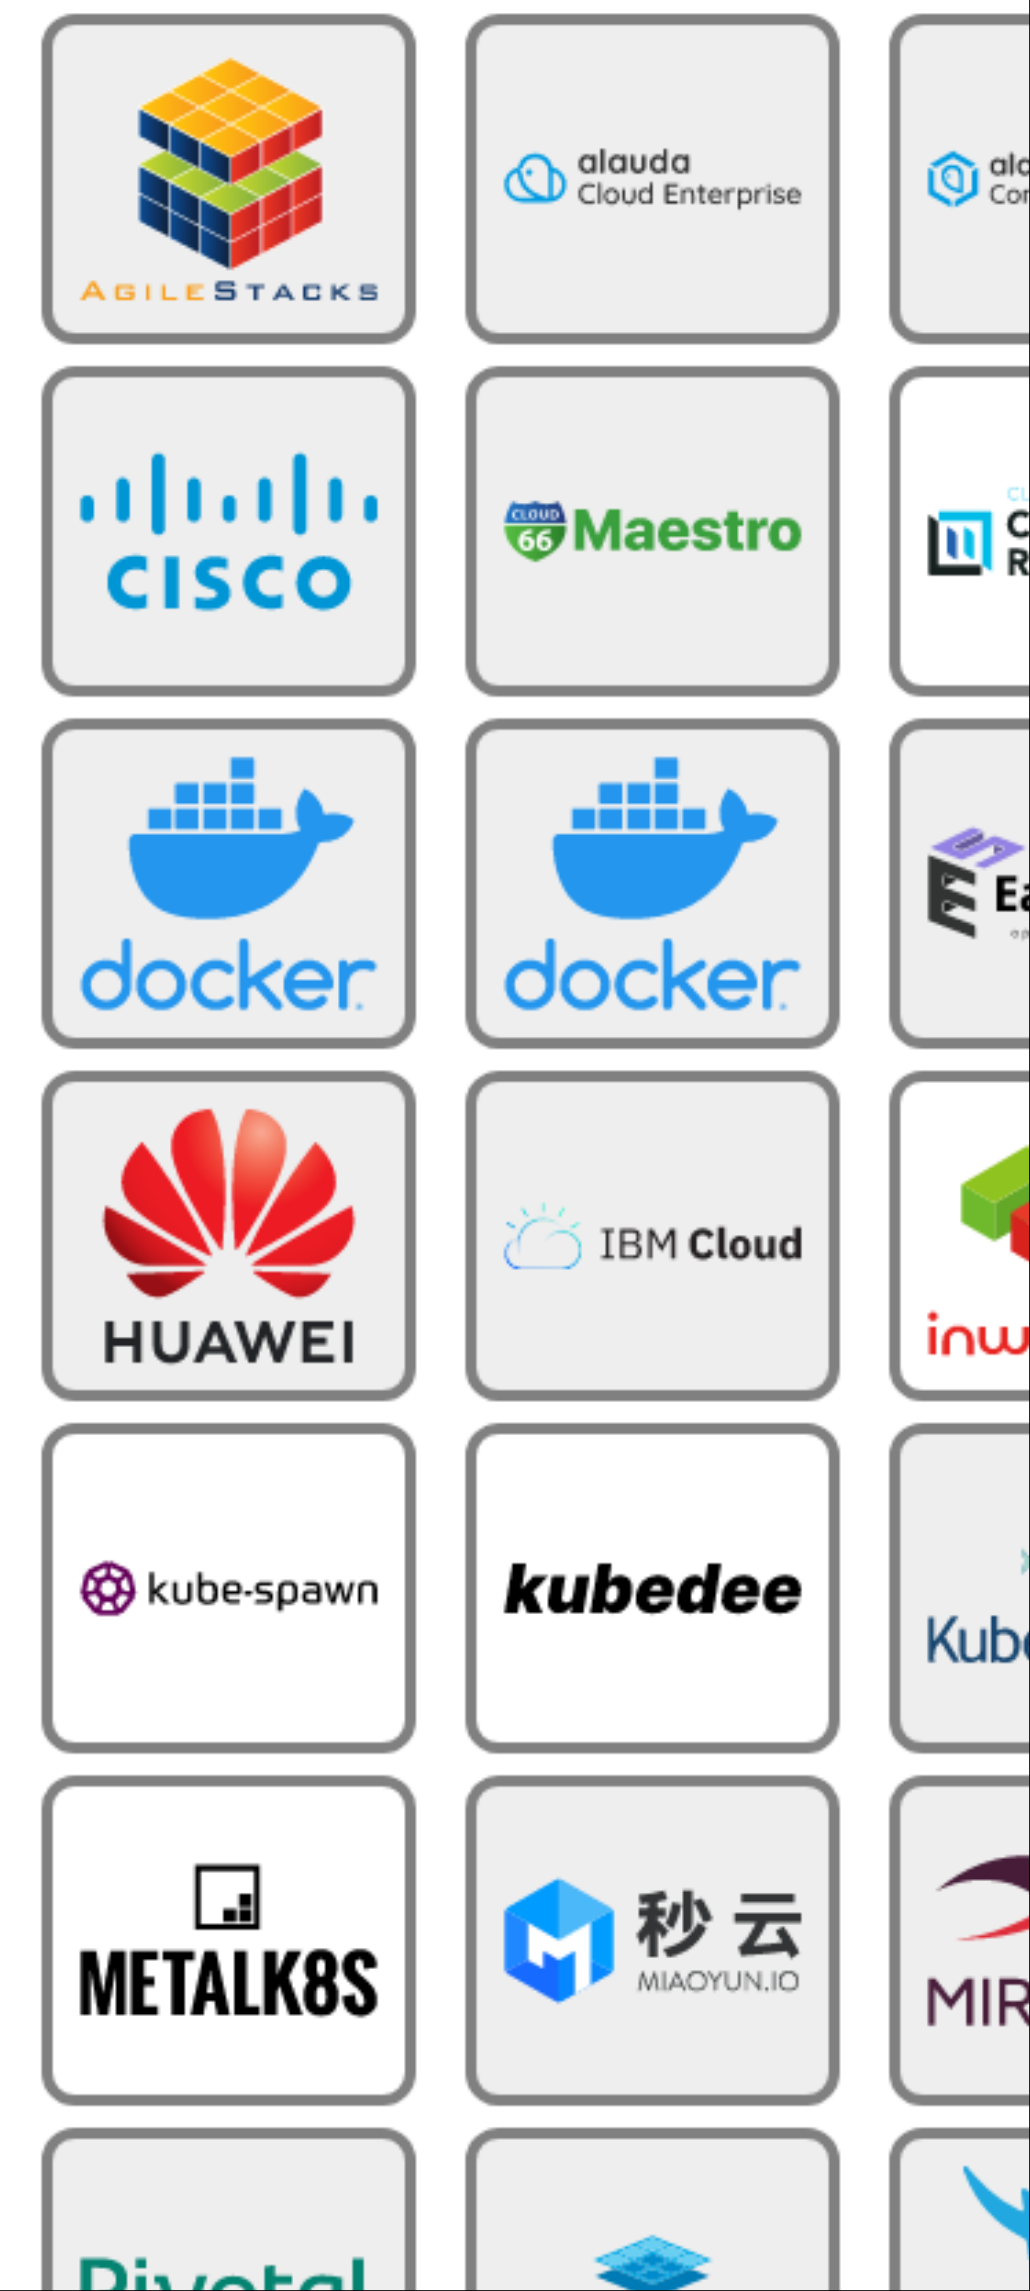 AGILESTACKS
alauda
Cloud Enterprise
CISCO
CLOUD
66
Maestro
docker
docker
HUAWEI
IBM Cloud
kube-spawn
kubedee
METALK8S
秒云
MIAOYUN.IO
Pivotal